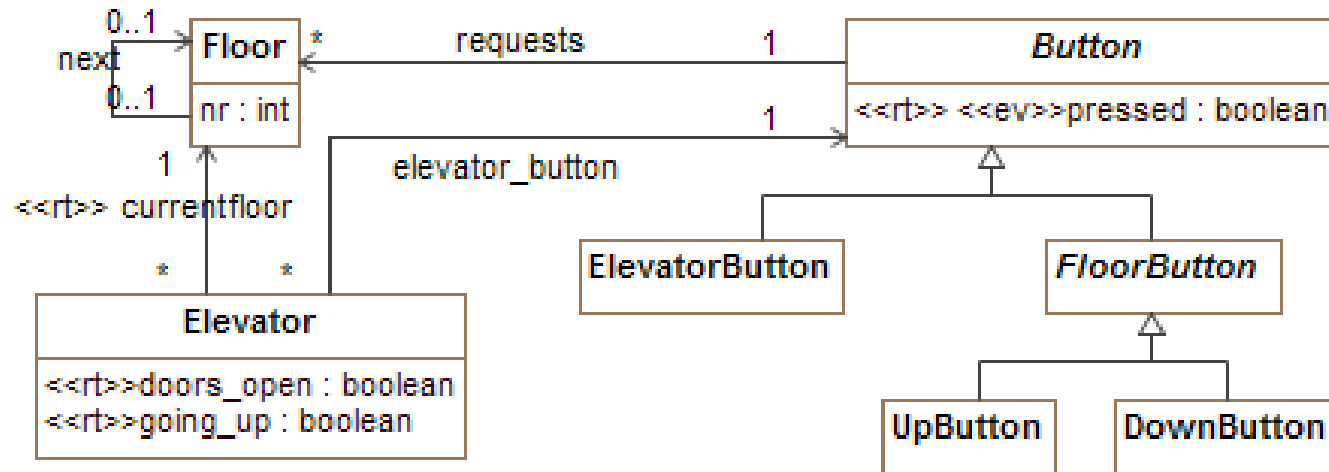 0..1
Floor
*
requests
1
Button
next
0..1
nr : int
<<rt>> <<ev>>pressed : boolean
1
1
elevator_button
<<rt>> currentfloor
*
*
ElevatorButton
FloorButton
Elevator
<<rt>>doors_open : boolean
<<rt>>going_up : boolean
UpButton
DownButton